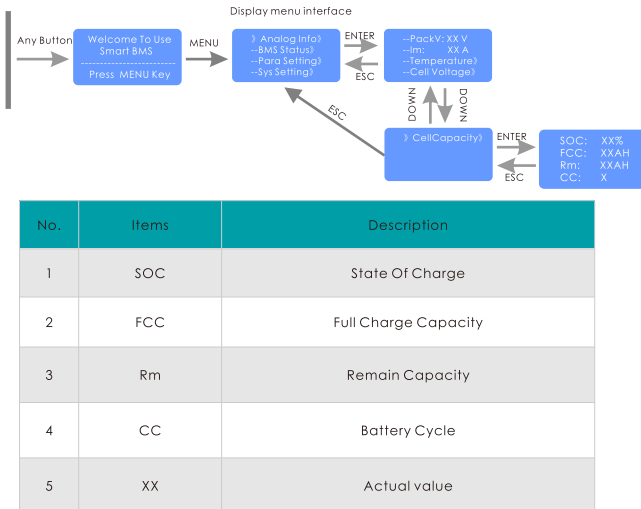 Display menu interface
Any Button
Welcome To Use
Smart BMS
Press MENU Key
MENU
》Analog Info》
--BMS Status》
--Para Setting》
--Sys Setting》
ENTER
ESC
--PackV: XX V
--Im: XX A
--Temperature》
--Cell Voltage》
DOWN
DOWN
ESC
》CellCapacity》
ENTER
ESC
SOC: XX%
FCC: XXAH
Rm: XXAH
CC: X
No. Items Description
1 SOC State Of Charge
2 FCC Full Charge Capacity
3 Rm Remain Capacity
4 CC Battery Cycle
5 XX Actual value